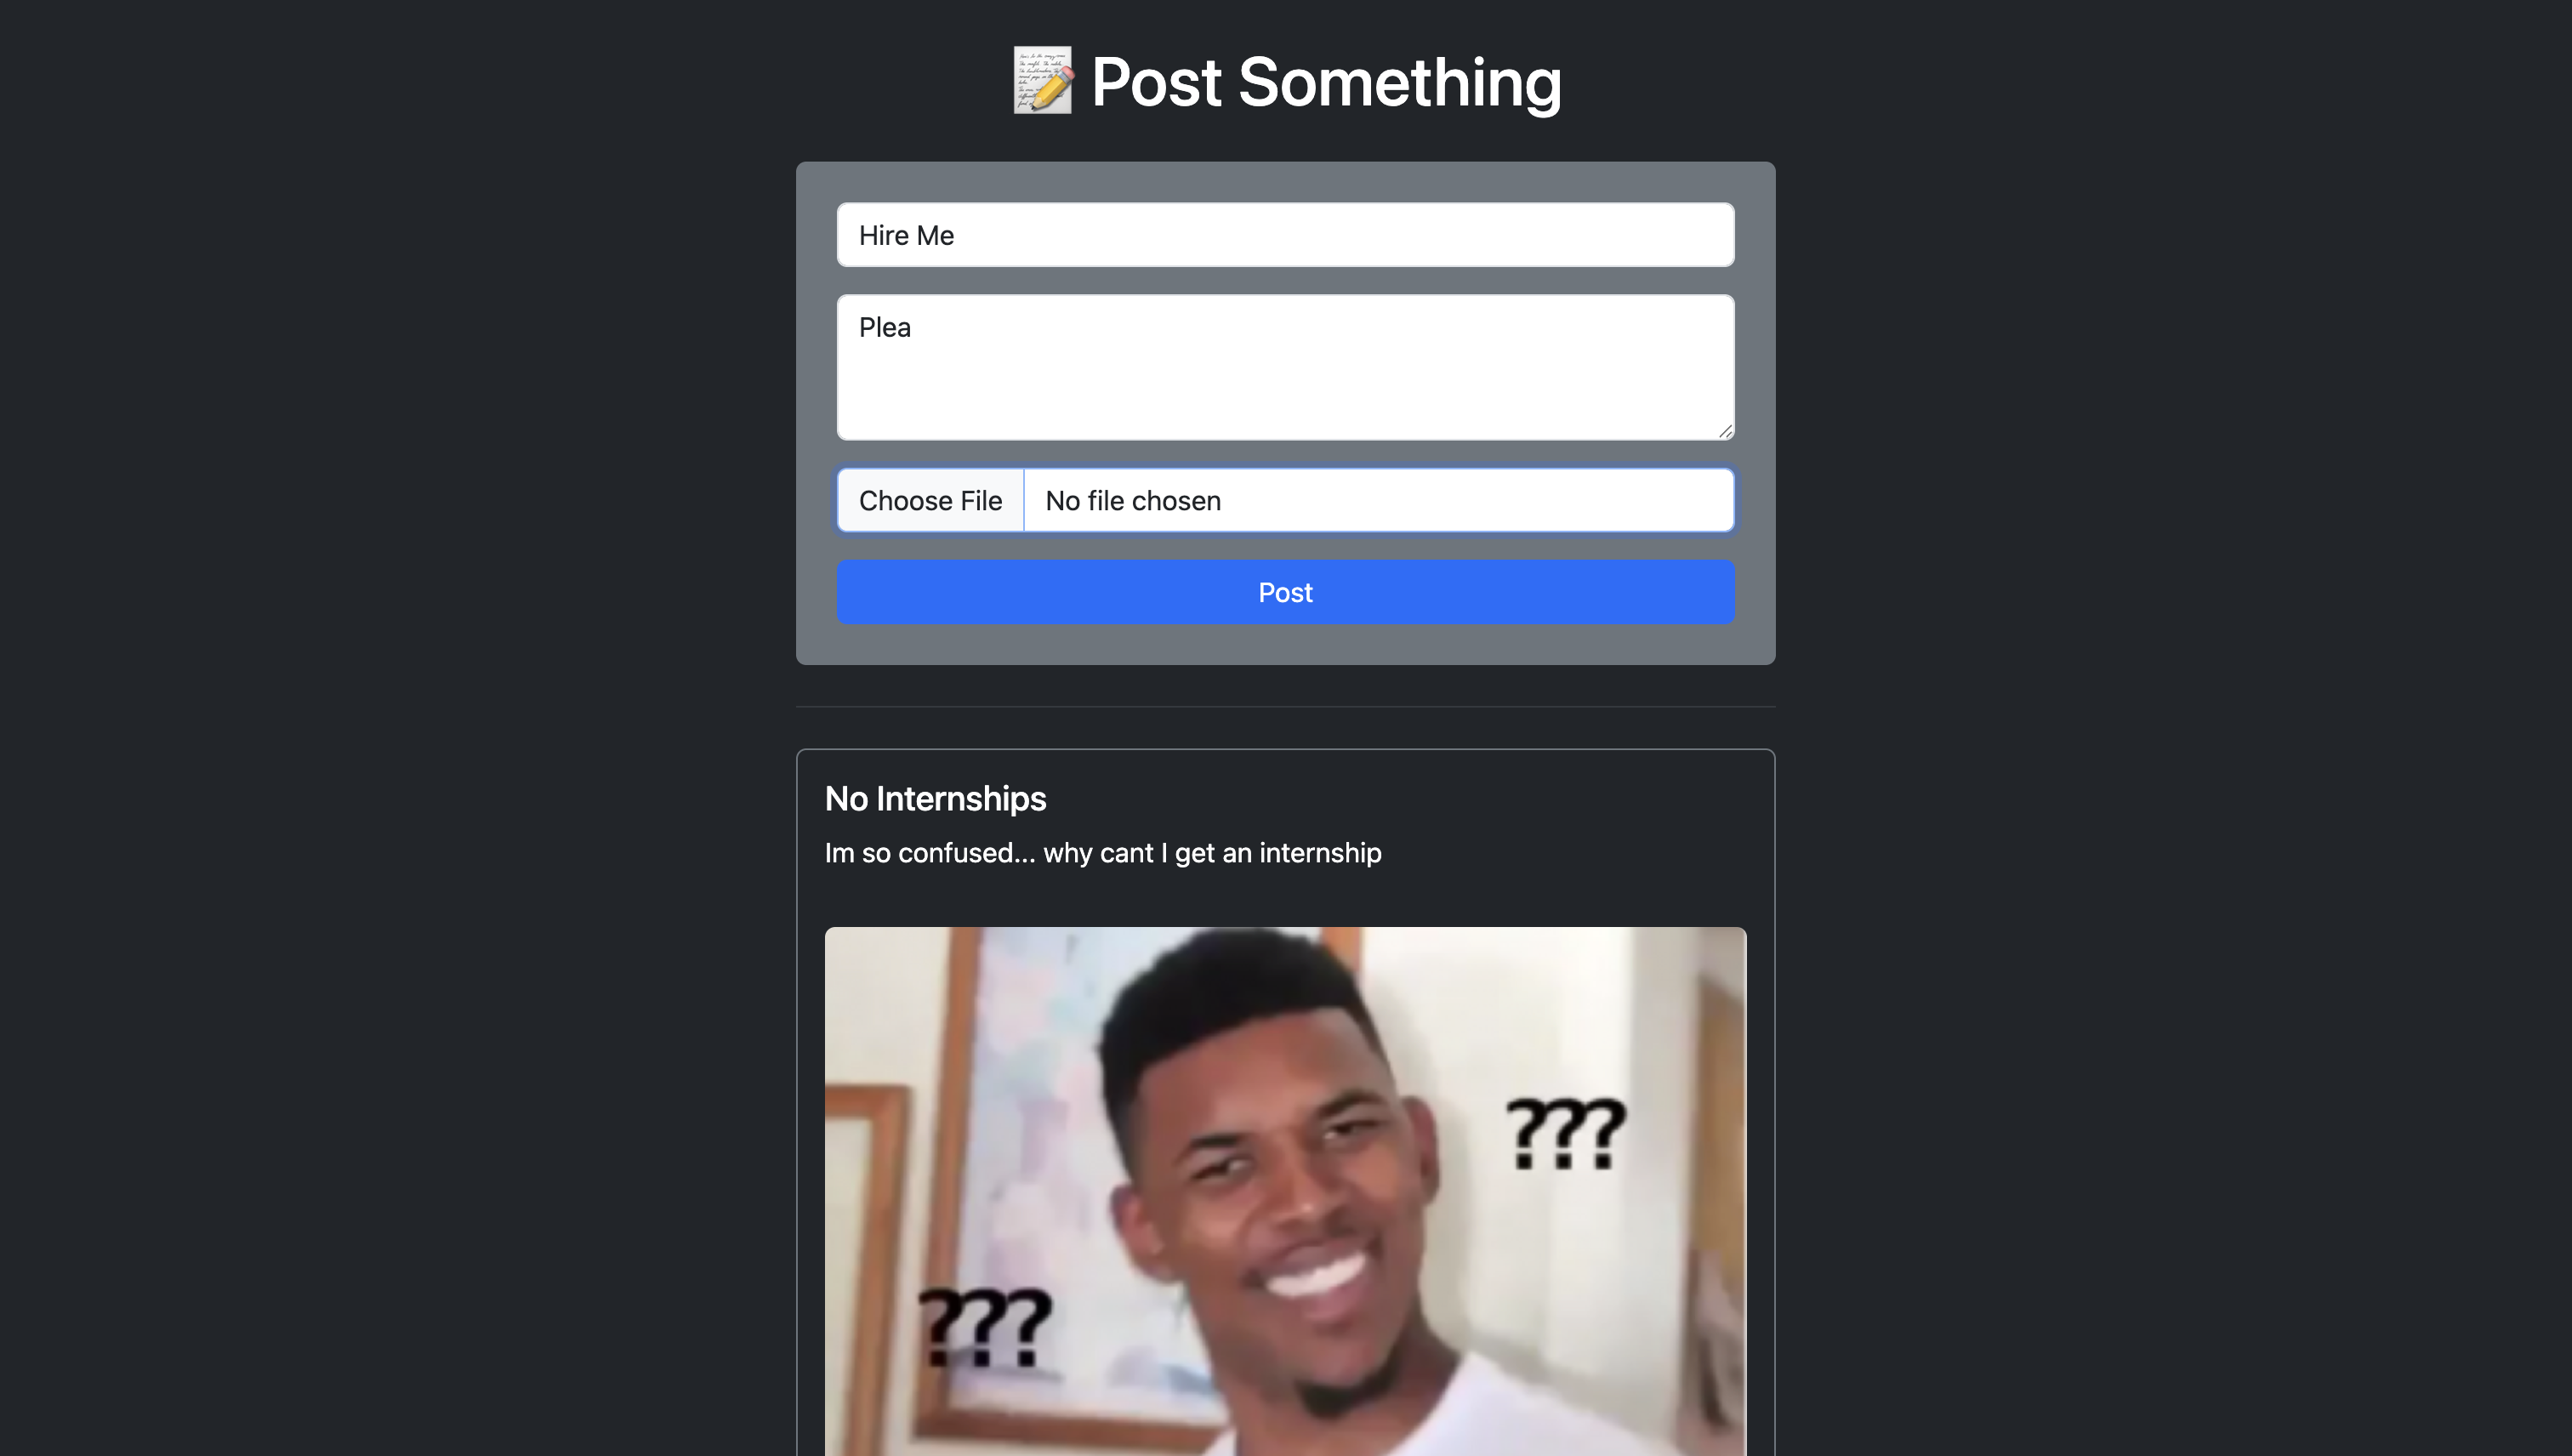 Post Something
Hire Me
Plea
Choose File No file chosen
Post
No Internships
Im so confused... why cant I get an internship
???
???